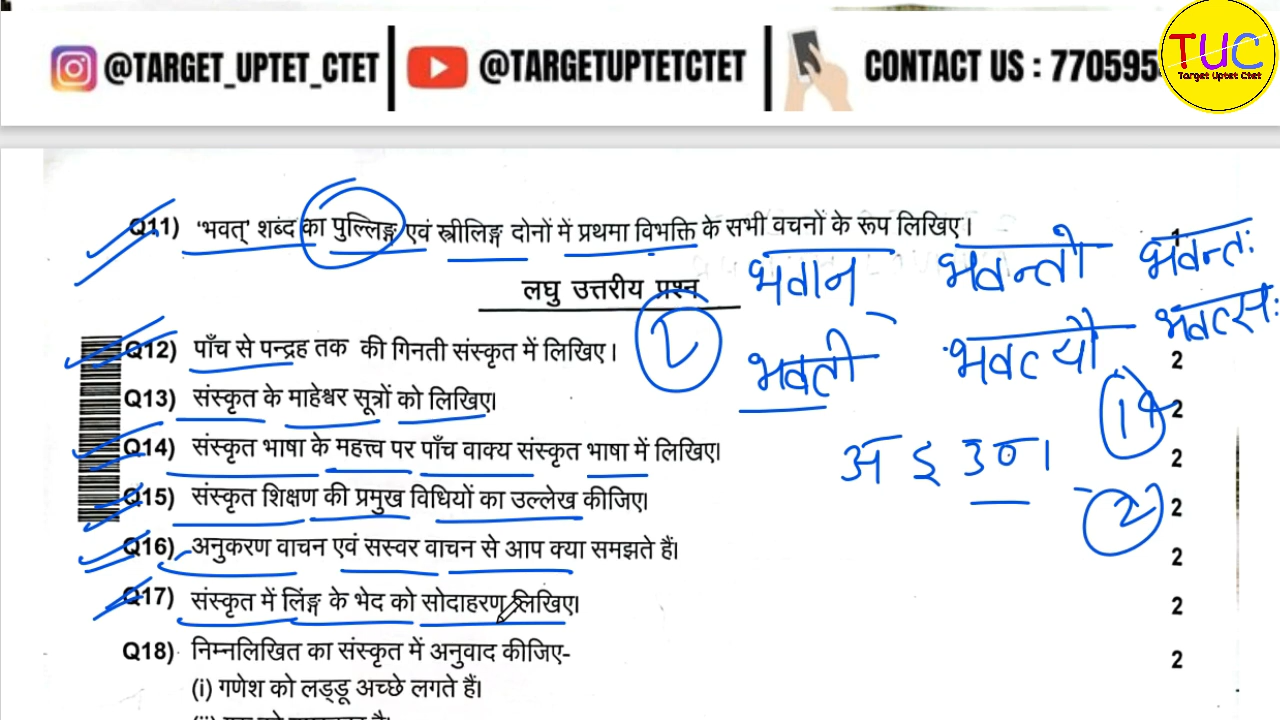 @TARGET_UPTET_CTET
@TARGETUPTETCTET
CONTACT US : 770595
TUC
Target Uptet Ctet
Q11) 'भवत्' शब्द का पुल्लिङ्ग एवं स्त्रीलिङ्ग दोनों में प्रथमा विभक्ति के सभी वचनों के रूप लिखिए। 1
भवान् भवन्तौ भवन्तः
लघु उत्तरीय प्रश्न
भवती भवत्यौ भवत्यः
Q12) पाँच से पन्द्रह तक की गिनती संस्कृत में लिखिए। 2
Q13) संस्कृत के माहेश्वर सूत्रों को लिखिए। 2
Q14) संस्कृत भाषा के महत्त्व पर पाँच वाक्य संस्कृत भाषा में लिखिए। 2
अ इ उ ण।
Q15) संस्कृत शिक्षण की प्रमुख विधियों का उल्लेख कीजिए। 2
2
Q16) अनुकरण वाचन एवं सस्वर वाचन से आप क्या समझते हैं। 2
Q17) संस्कृत में लिंङ्ग के भेद को सोदाहरण लिखिए। 2
Q18) निम्नलिखित का संस्कृत में अनुवाद कीजिए- 2
(i) गणेश को लड्डू अच्छे लगते हैं।